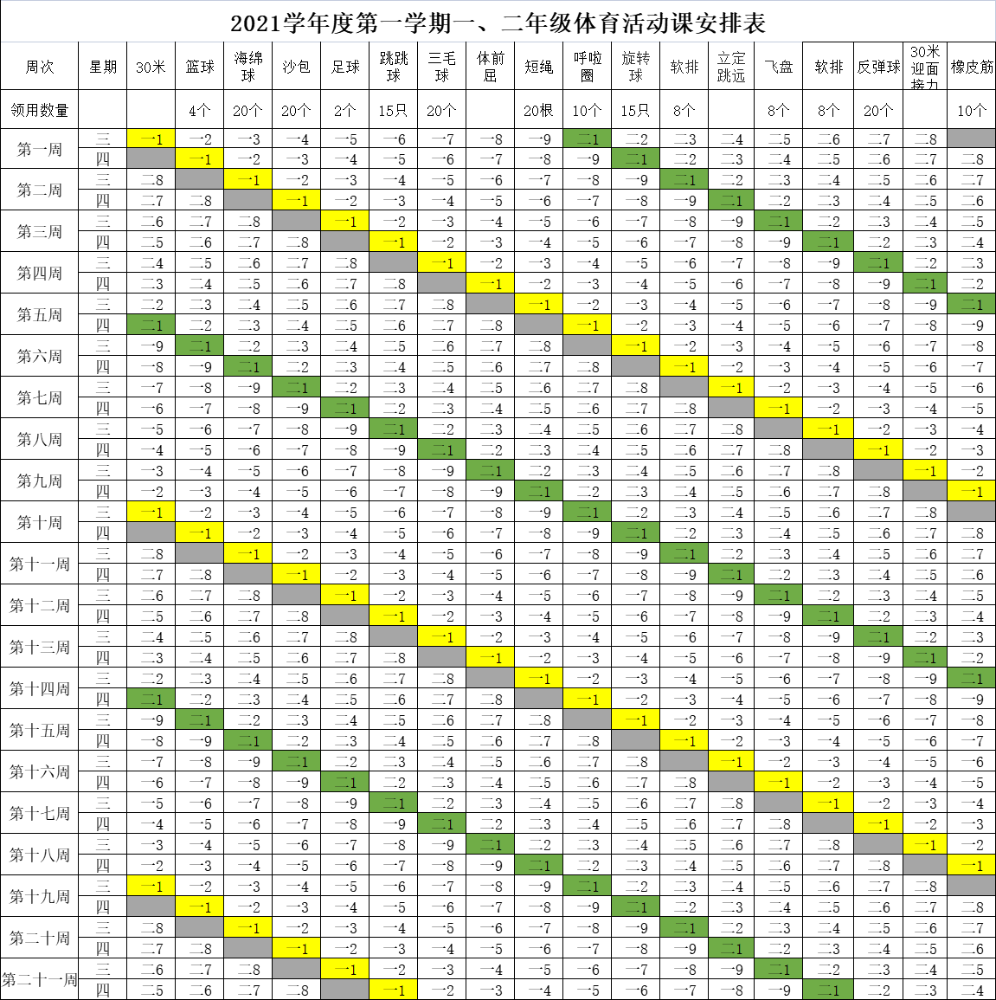 2021学年度第一学期一、二年级体育活动课安排表
周次 星期 30米 篮球 海绵球 沙包 足球 跳跳球 三毛球 体前屈 短绳 呼啦圈 旋转球 软排 立定跳远 飞盘 软排 反弹球 30米迎面接力 橡皮筋
领用数量 4个 20个 20个 2个 15只 20个 20根 10个 15只 8个 8个 8个 20个 10个
第一周 三 一1 一2 一3 一4 一5 一6 一7 一8 一9 二1 二2 二3 二4 二5 二6 二7 二8
四 一1 一2 一3 一4 一5 一6 一7 一8 一9 二1 二2 二3 二4 二5 二6 二7 二8
第二周 三 二8 一1 一2 一3 一4 一5 一6 一7 一8 一9 二1 二2 二3 二4 二5 二6 二7
四 二7 二8 一1 一2 一3 一4 一5 一6 一7 一8 一9 二1 二2 二3 二4 二5 二6
第三周 三 二6 二7 二8 一1 一2 一3 一4 一5 一6 一7 一8 一9 二1 二2 二3 二4 二5
四 二5 二6 二7 二8 一1 一2 一3 一4 一5 一6 一7 一8 一9 二1 二2 二3 二4
第四周 三 二4 二5 二6 二7 二8 一1 一2 一3 一4 一5 一6 一7 一8 一9 二1 二2 二3
四 二3 二4 二5 二6 二7 二8 一1 一2 一3 一4 一5 一6 一7 一8 一9 二1 二2
第五周 三 二2 二3 二4 二5 二6 二7 二8 一1 一2 一3 一4 一5 一6 一7 一8 一9 二1
四 二1 二2 二3 二4 二5 二6 二7 二8 一1 一2 一3 一4 一5 一6 一7 一8 一9
第六周 三 一9 二1 二2 二3 二4 二5 二6 二7 二8 一1 一2 一3 一4 一5 一6 一7 一8
四 一8 一9 二1 二2 二3 二4 二5 二6 二7 二8 一1 一2 一3 一4 一5 一6 一7
第七周 三 一7 一8 一9 二1 二2 二3 二4 二5 二6 二7 二8 一1 一2 一3 一4 一5 一6
四 一6 一7 一8 一9 二1 二2 二3 二4 二5 二6 二7 二8 一1 一2 一3 一4 一5
第八周 三 一5 一6 一7 一8 一9 二1 二2 二3 二4 二5 二6 二7 二8 一1 一2 一3 一4
四 一4 一5 一6 一7 一8 一9 二1 二2 二3 二4 二5 二6 二7 二8 一1 一2 一3
第九周 三 一3 一4 一5 一6 一7 一8 一9 二1 二2 二3 二4 二5 二6 二7 二8 一1 一2
四 一2 一3 一4 一5 一6 一7 一8 一9 二1 二2 二3 二4 二5 二6 二7 二8 一1
第十周 三 一1 一2 一3 一4 一5 一6 一7 一8 一9 二1 二2 二3 二4 二5 二6 二7 二8
四 一1 一2 一3 一4 一5 一6 一7 一8 一9 二1 二2 二3 二4 二5 二6 二7 二8
第十一周 三 二8 一1 一2 一3 一4 一5 一6 一7 一8 一9 二1 二2 二3 二4 二5 二6 二7
四 二7 二8 一1 一2 一3 一4 一5 一6 一7 一8 一9 二1 二2 二3 二4 二5 二6
第十二周 三 二6 二7 二8 一1 一2 一3 一4 一5 一6 一7 一8 一9 二1 二2 二3 二4 二5
四 二5 二6 二7 二8 一1 一2 一3 一4 一5 一6 一7 一8 一9 二1 二2 二3 二4
第十三周 三 二4 二5 二6 二7 二8 一1 一2 一3 一4 一5 一6 一7 一8 一9 二1 二2 二3
四 二3 二4 二5 二6 二7 二8 一1 一2 一3 一4 一5 一6 一7 一8 一9 二1 二2
第十四周 三 二2 二3 二4 二5 二6 二7 二8 一1 一2 一3 一4 一5 一6 一7 一8 一9 二1
四 二1 二2 二3 二4 二5 二6 二7 二8 一1 一2 一3 一4 一5 一6 一7 一8 一9
第十五周 三 一9 二1 二2 二3 二4 二5 二6 二7 二8 一1 一2 一3 一4 一5 一6 一7 一8
四 一8 一9 二1 二2 二3 二4 二5 二6 二7 二8 一1 一2 一3 一4 一5 一6 一7
第十六周 三 一7 一8 一9 二1 二2 二3 二4 二5 二6 二7 二8 一1 一2 一3 一4 一5 一6
四 一6 一7 一8 一9 二1 二2 二3 二4 二5 二6 二7 二8 一1 一2 一3 一4 一5
第十七周 三 一5 一6 一7 一8 一9 二1 二2 二3 二4 二5 二6 二7 二8 一1 一2 一3 一4
四 一4 一5 一6 一7 一8 一9 二1 二2 二3 二4 二5 二6 二7 二8 一1 一2 一3
第十八周 三 一3 一4 一5 一6 一7 一8 一9 二1 二2 二3 二4 二5 二6 二7 二8 一1 一2
四 一2 一3 一4 一5 一6 一7 一8 一9 二1 二2 二3 二4 二5 二6 二7 二8 一1
第十九周 三 一1 一2 一3 一4 一5 一6 一7 一8 一9 二1 二2 二3 二4 二5 二6 二7 二8
四 一1 一2 一3 一4 一5 一6 一7 一8 一9 二1 二2 二3 二4 二5 二6 二7 二8
第二十周 三 二8 一1 一2 一3 一4 一5 一6 一7 一8 一9 二1 二2 二3 二4 二5 二6 二7
四 二7 二8 一1 一2 一3 一4 一5 一6 一7 一8 一9 二1 二2 二3 二4 二5 二6
第二十一周 三 二6 二7 二8 一1 一2 一3 一4 一5 一6 一7 一8 一9 二1 二2 二3 二4 二5
四 二5 二6 二7 二8 一1 一2 一3 一4 一5 一6 一7 一8 一9 二1 二2 二3 二4